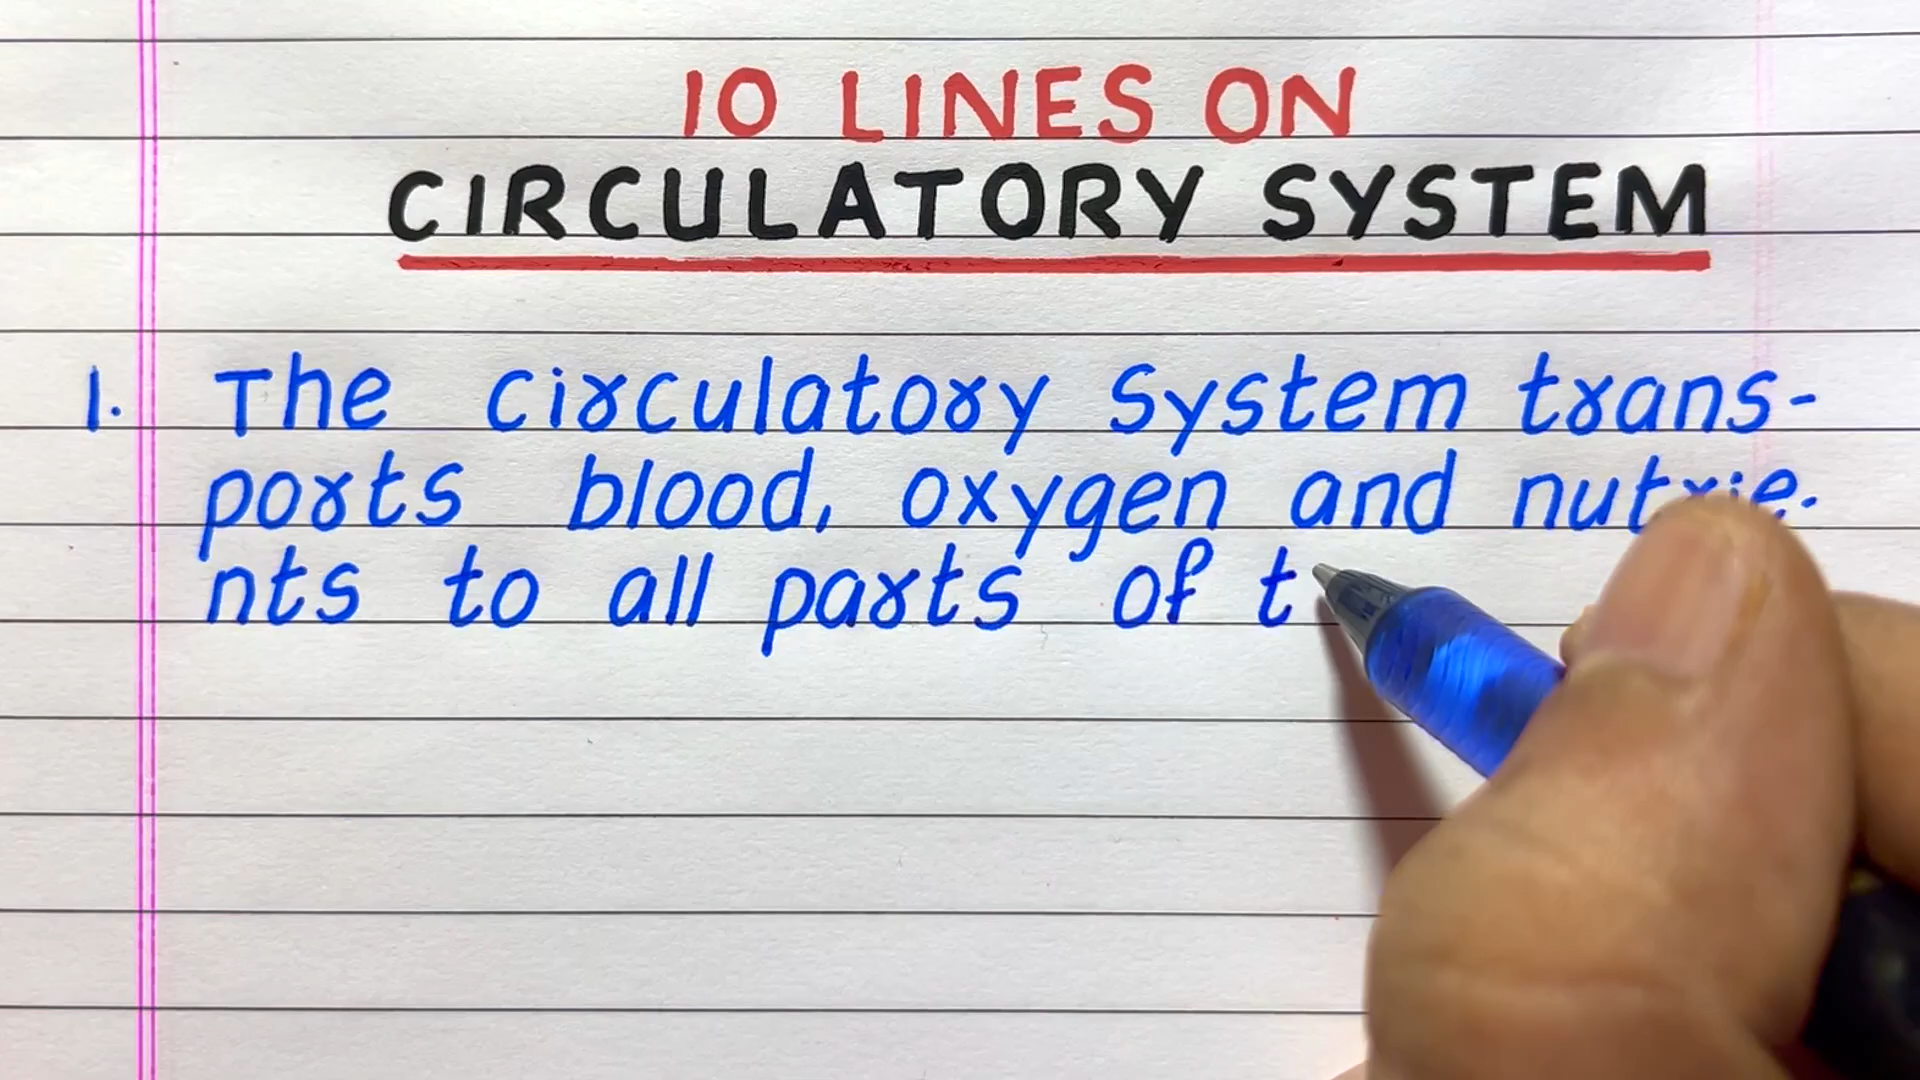 10 LINES ON
CIRCULATORY SYSTEM
1. The circulatory system trans-
ports blood, oxygen and nutrie-
nts to all parts of t